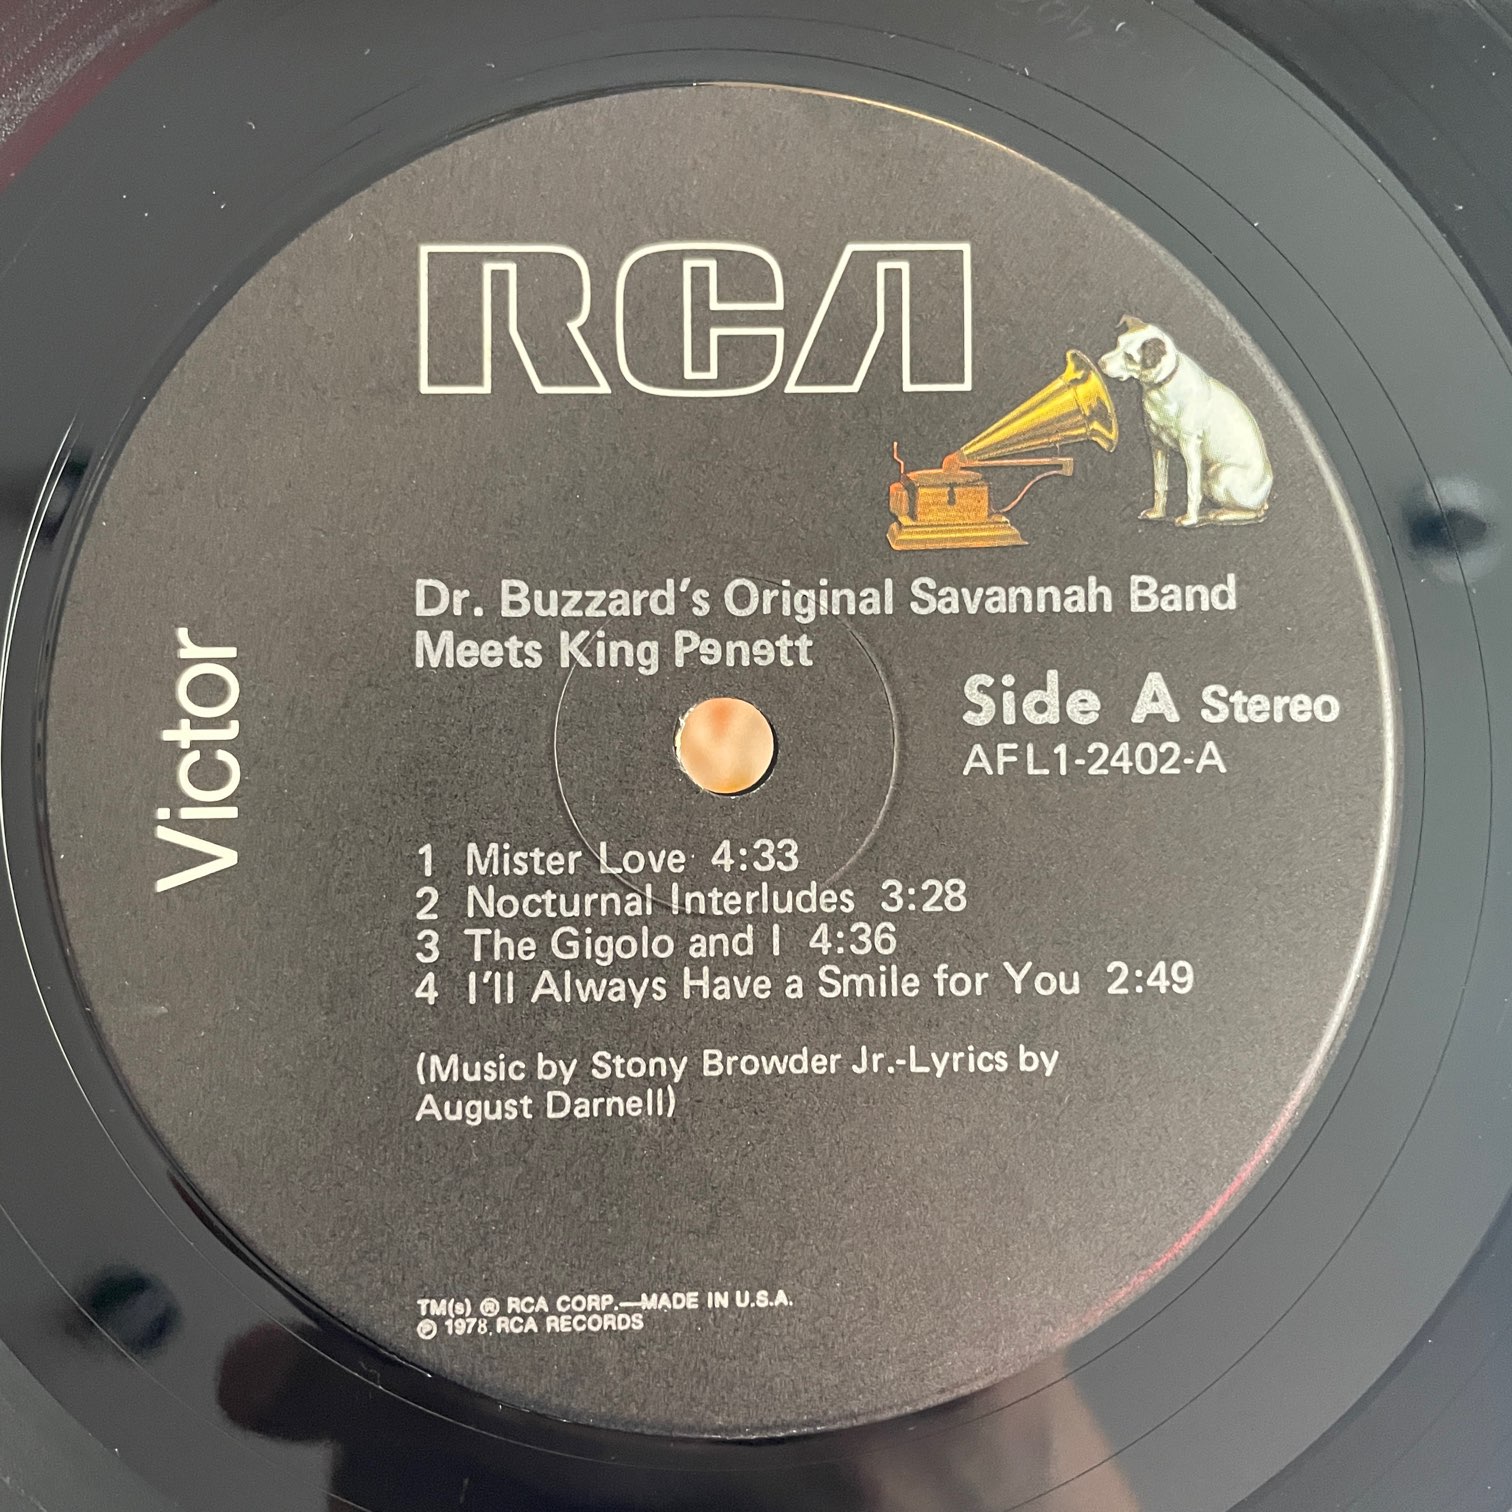 RCA
Dr. Buzzard's Original Savannah Band
Meets King Pǝnǝtt
Side A Stereo
AFL1-2402-A
Victor
1 Mister Love 4:33
2 Nocturnal Interludes 3:28
3 The Gigolo and I 4:36
4 I'll Always Have a Smile for You 2:49
(Music by Stony Browder Jr.-Lyrics by
August Darnell)
TM(s) ® RCA CORP.—MADE IN U.S.A.
℗ 1978, RCA RECORDS